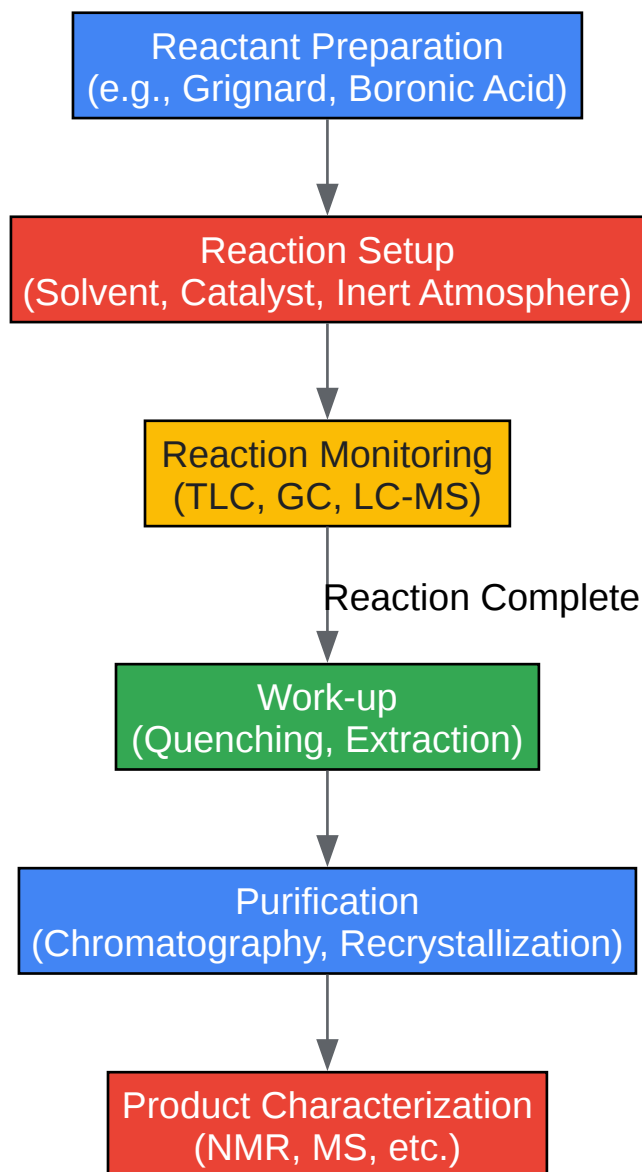 Reactant Preparation
(e.g., Grignard, Boronic Acid)
Reaction Setup
(Solvent, Catalyst, Inert Atmosphere)
Reaction Monitoring
(TLC, GC, LC-MS)
Reaction Complete
Work-up
(Quenching, Extraction)
Purification
(Chromatography, Recrystallization)
Product Characterization
(NMR, MS, etc.)